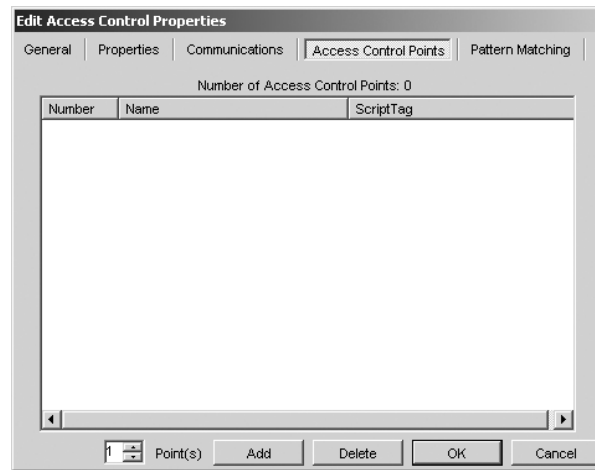 Edit Access Control Properties
General Properties Communications Access Control Points Pattern Matching
Number of Access Control Points: 0
Number Name ScriptTag
1 Point(s) Add Delete OK Cancel